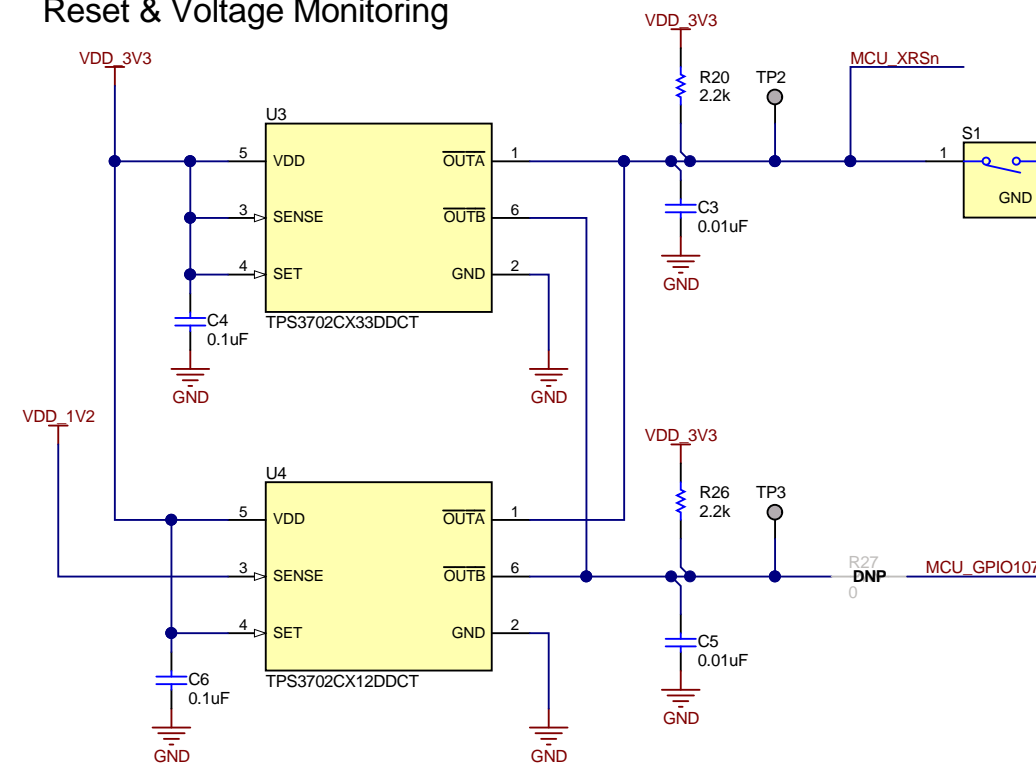 Reset & Voltage Monitoring
VDD_3V3
U3
5 VDD
3 SENSE
4 SET
OUTA 1
OUTB 6
GND 2
TPS3702CX33DDCT
C4
0.1uF
GND
GND
VDD_3V3
R20
2.2k
TP2
MCU_XRSn
C3
0.01uF
GND
S1
1
GND
VDD_1V2
U4
5 VDD
3 SENSE
4 SET
OUTA 1
OUTB 6
GND 2
TPS3702CX12DDCT
C6
0.1uF
GND
GND
VDD_3V3
R26
2.2k
TP3
R27
DNP
0
MCU_GPIO107
C5
0.01uF
GND